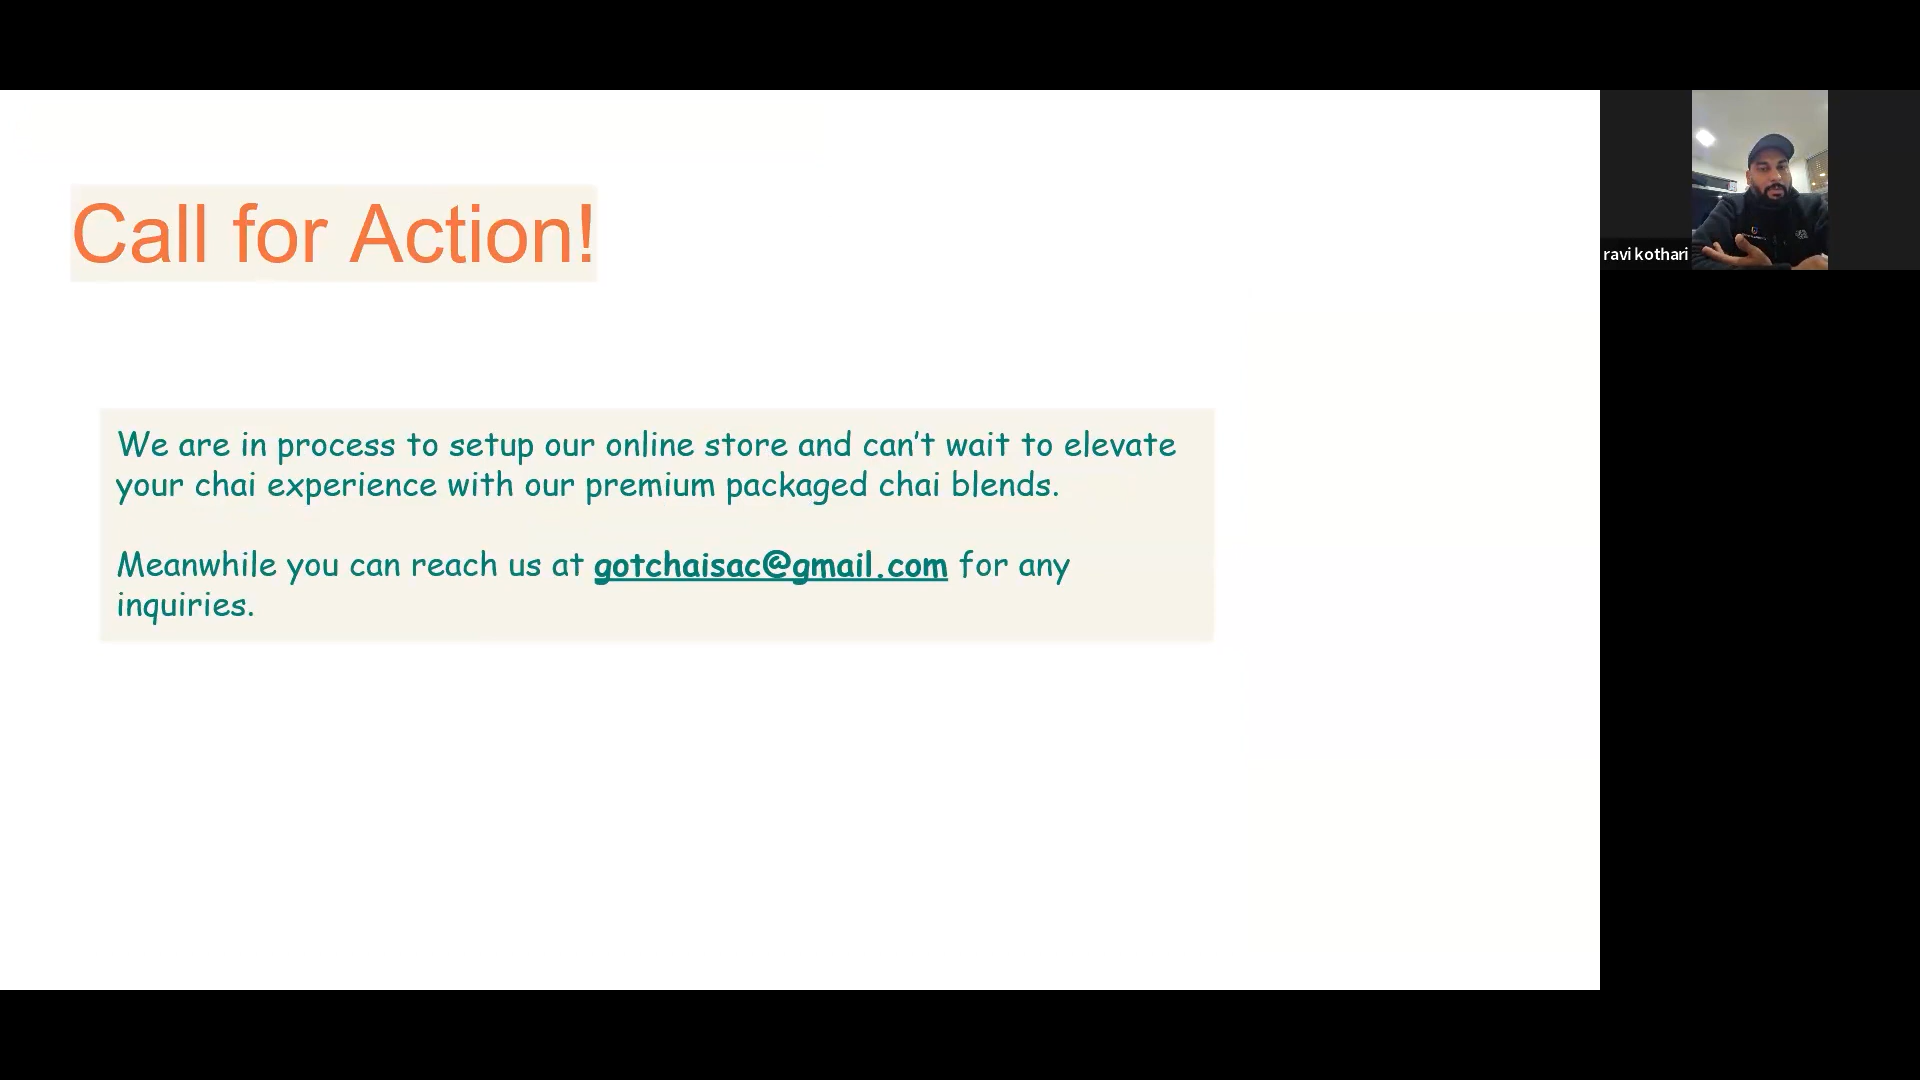 Call for Action!
ravi kothari
We are in process to setup our online store and can't wait to elevate
your chai experience with our premium packaged chai blends.
Meanwhile you can reach us at gotchaisac@gmail.com for any
inquiries.